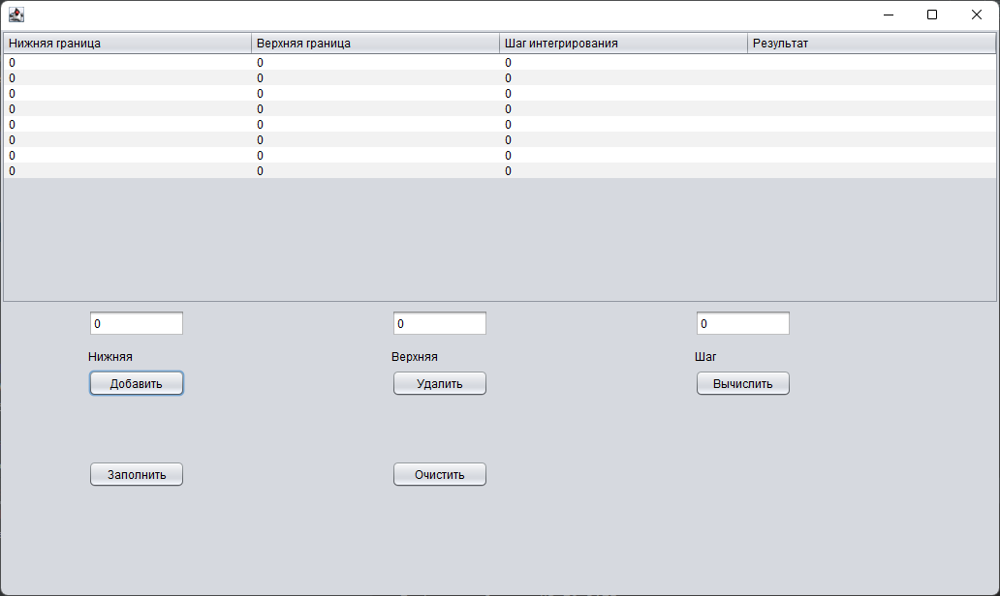 Нижняя граница Верхняя граница Шаг интегрирования Результат
0 0 0
0 0 0
0 0 0
0 0 0
0 0 0
0 0 0
0 0 0
0 0 0
0 0 0
Нижняя Верхняя Шаг
Добавить Удалить Вычислить
Заполнить Очистить